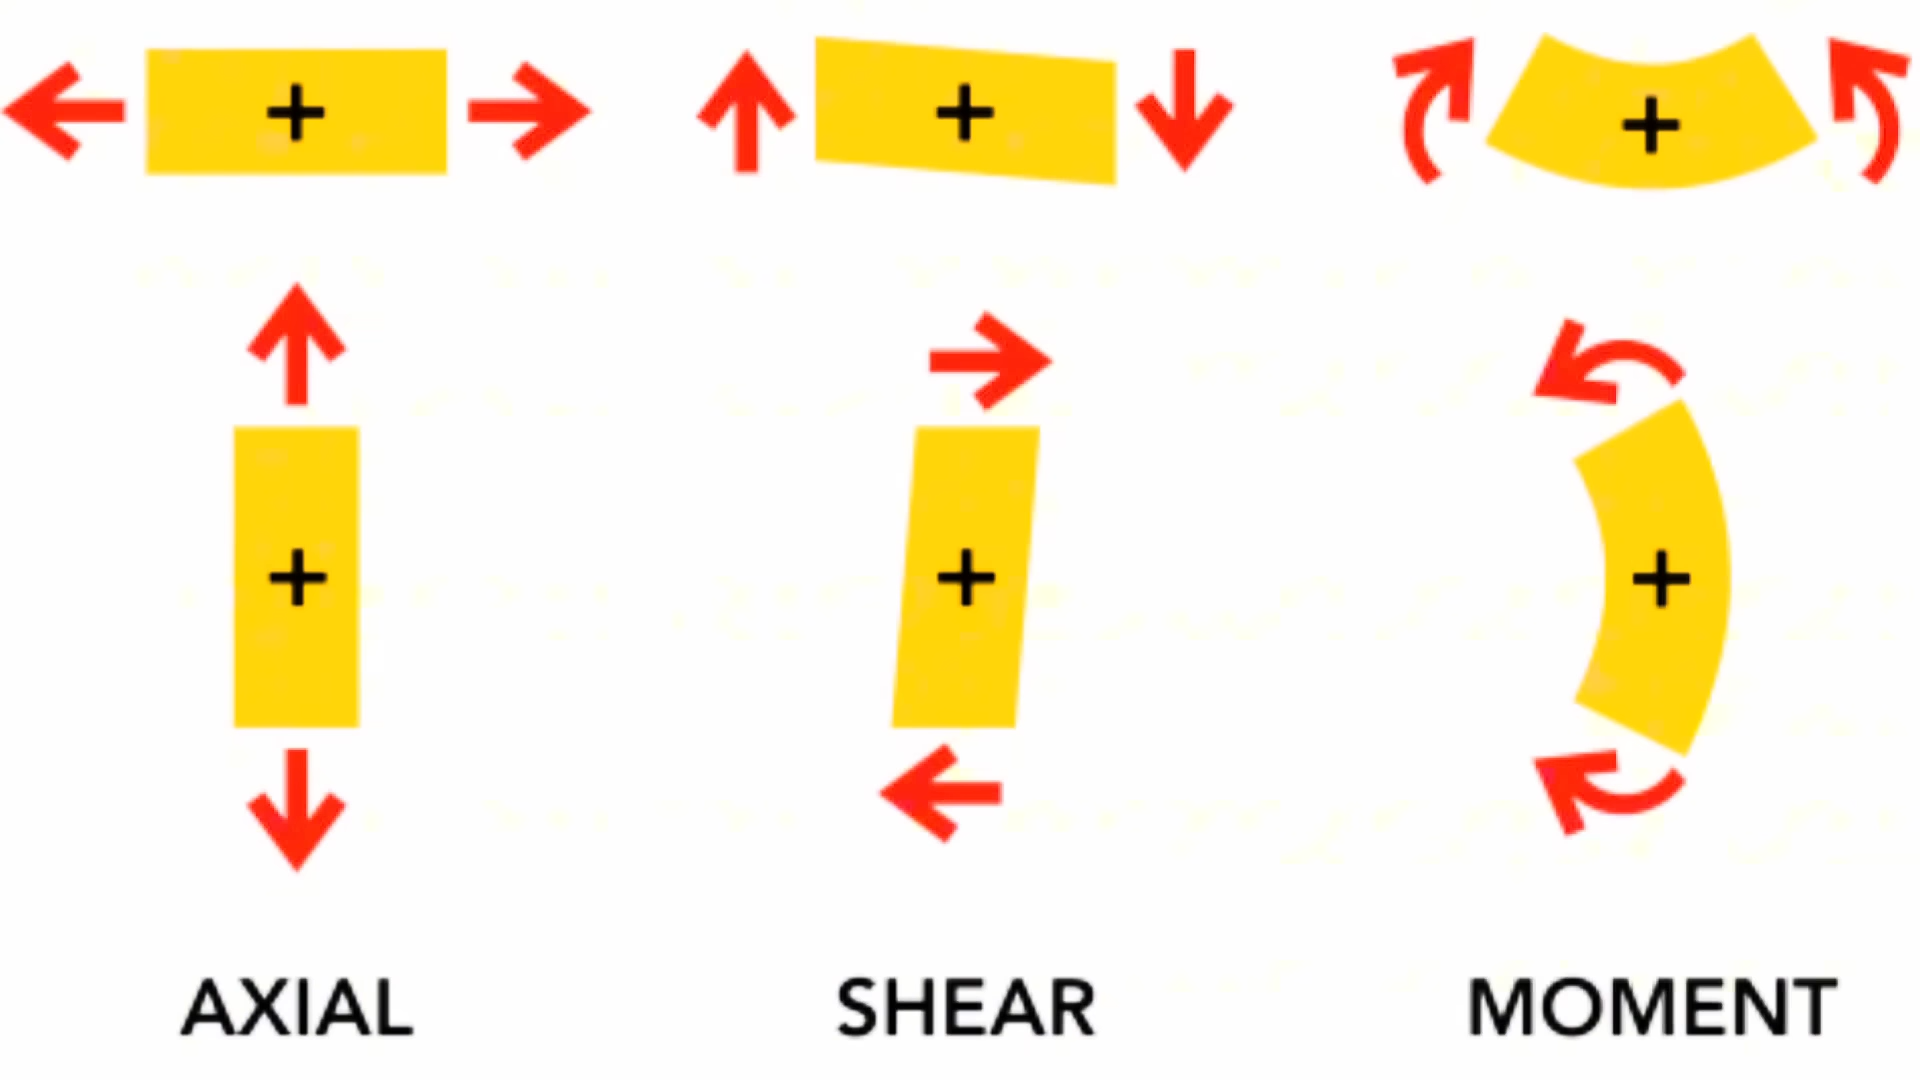 + + +
+ + +
AXIAL SHEAR MOMENT